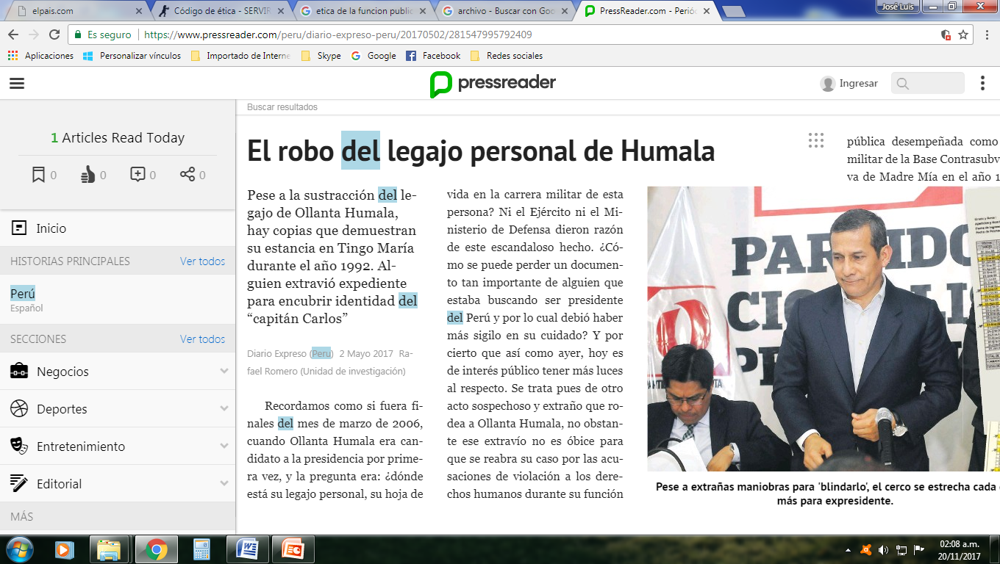 elpais.com
Código de ética - SERVIR
etica de la funcion public
archivo - Buscar con Goo
PressReader.com - Perió
José Luis
Es seguro
https://www.pressreader.com/peru/diario-expreso-peru/20170502/281547995792409
Aplicaciones
Personalizar vínculos
Importado de Interne
Skype
Google
Facebook
Redes sociales
pressreader
Ingresar
1 Articles Read Today
0
0
0
0
Inicio
HISTORIAS PRINCIPALES
Ver todos
Perú
Español
SECCIONES
Ver todos
Negocios
Deportes
Entretenimiento
Editorial
MÁS
Buscar resultados
El robo del legajo personal de Humala
Pese a la sustracción del le-
gajo de Ollanta Humala,
hay copias que demuestran
su estancia en Tingo María
durante el año 1992. Al-
guien extravió expediente
para encubrir identidad del
“capitán Carlos”
Diario Expreso (Peru) 2 Mayo 2017 Ra-
fael Romero (Unidad de investigación)
Recordamos como si fuera fi-
nales del mes de marzo de 2006,
cuando Ollanta Humala era can-
didato a la presidencia por prime-
ra vez, y la pregunta era: ¿dónde
está su legajo personal, su hoja de
vida en la carrera militar de esta
persona? Ni el Ejército ni el Mi-
nisterio de Defensa dieron razón
de este escandaloso hecho. ¿Có-
mo se puede perder un documen-
to tan importante de alguien que
estaba buscando ser presidente
del Perú y por lo cual debió haber
más sigilo en su cuidado? Y por
cierto que así como ayer, hoy es
de interés público tener más luces
al respecto. Se trata pues de otro
acto sospechoso y extraño que ro-
dea a Ollanta Humala, no obstan-
te ese extravío no es óbice para
que se reabra su caso por las acu-
saciones de violación a los dere-
chos humanos durante su función
pública desempeñada como
militar de la Base Contrasubv
va de Madre Mía en el año 1
PARTIDO
Pese a extrañas maniobras para 'blindarlo', el cerco se estrecha cada
más para expresidente.
02:08 a.m.
20/11/2017